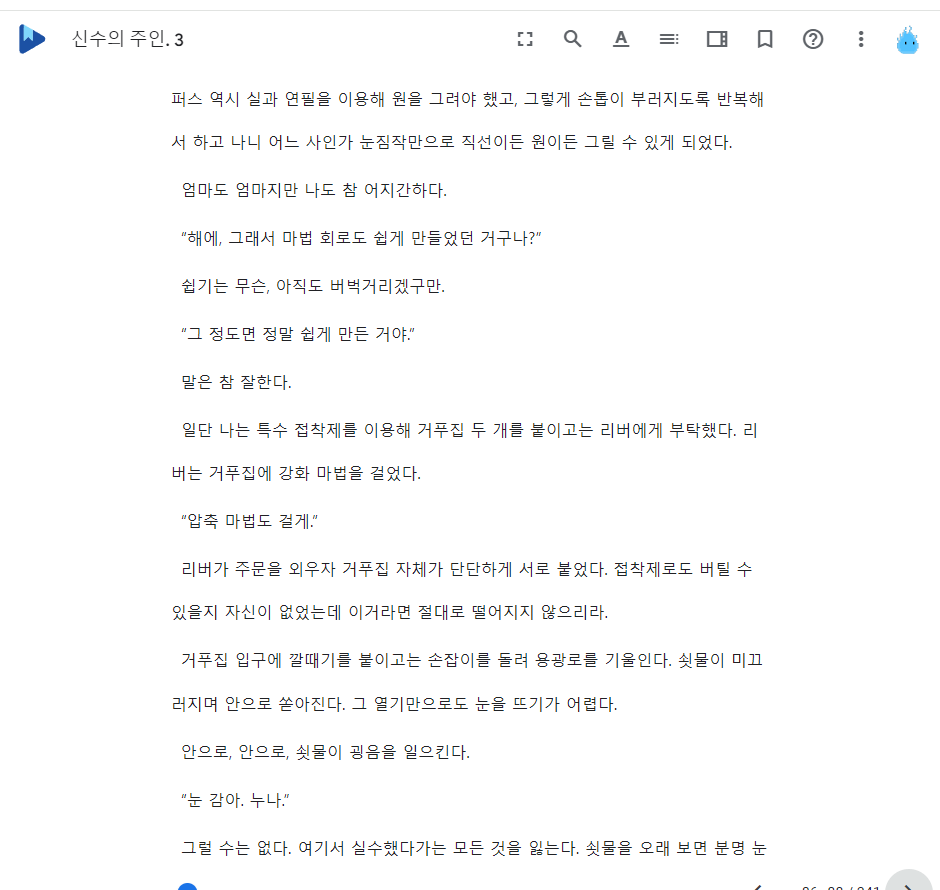 신수의 주인. 3
퍼스 역시 실과 연필을 이용해 원을 그려야 했고, 그렇게 손톱이 부러지도록 반복해
서 하고 나니 어느 사인가 눈짐작만으로 직선이든 원이든 그릴 수 있게 되었다.
엄마도 엄마지만 나도 참 어지간하다.
“해에, 그래서 마법 회로도 쉽게 만들었던 거구나?”
쉽기는 무슨, 아직도 버벅거리겠구만.
“그 정도면 정말 쉽게 만든 거야.”
말은 참 잘한다.
일단 나는 특수 접착제를 이용해 거푸집 두 개를 붙이고는 리버에게 부탁했다. 리
버는 거푸집에 강화 마법을 걸었다.
“압축 마법도 걸게.”
리버가 주문을 외우자 거푸집 자체가 단단하게 서로 붙었다. 접착제로도 버틸 수
있을지 자신이 없었는데 이거라면 절대로 떨어지지 않으리라.
거푸집 입구에 깔때기를 붙이고는 손잡이를 돌려 용광로를 기울인다. 쇳물이 미끄
러지며 안으로 쏟아진다. 그 열기만으로도 눈을 뜨기가 어렵다.
안으로, 안으로, 쇳물이 굉음을 일으킨다.
“눈 감아. 누나.”
그럴 수는 없다. 여기서 실수했다가는 모든 것을 잃는다. 쇳물을 오래 보면 분명 눈